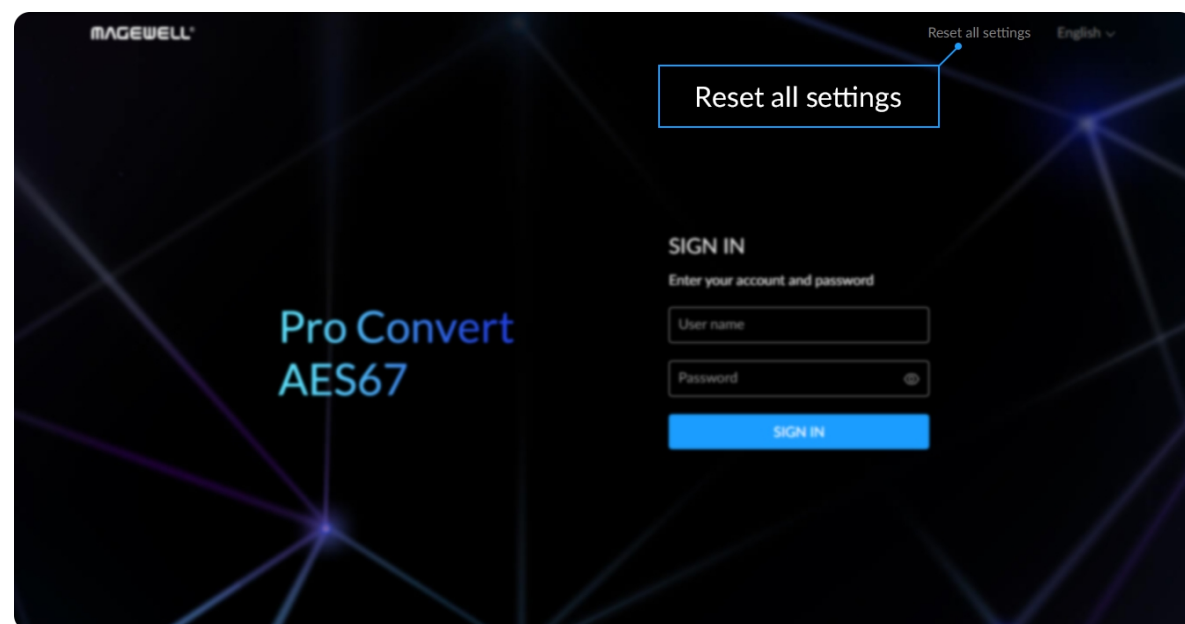 MAGEWELL®
Reset all settings
English
Reset all settings
SIGN IN
Enter your account and password
Pro Convert
AES67
User name
Password
SIGN IN